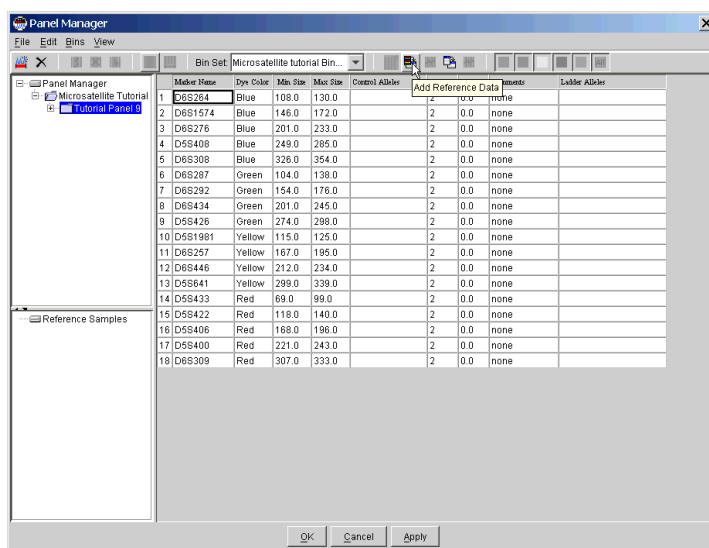 Panel Manager
File Edit Bins View
Bin Set: Microsatellite tutorial Bin...
Add Reference Data
Panel Manager
Microsatellite Tutorial
Tutorial Panel 9
Reference Samples
Marker Name Dye Color Min Size Max Size Control Alleles Ladder Alleles
1 D6S264 Blue 108.0 130.0 2 0.0 none
2 D6S1574 Blue 146.0 172.0 2 0.0 none
3 D6S276 Blue 201.0 233.0 2 0.0 none
4 D5S408 Blue 249.0 285.0 2 0.0 none
5 D6S308 Blue 326.0 354.0 2 0.0 none
6 D6S287 Green 104.0 138.0 2 0.0 none
7 D6S292 Green 154.0 176.0 2 0.0 none
8 D6S434 Green 201.0 245.0 2 0.0 none
9 D5S426 Green 274.0 298.0 2 0.0 none
10 D5S1981 Yellow 115.0 125.0 2 0.0 none
11 D6S257 Yellow 167.0 195.0 2 0.0 none
12 D6S446 Yellow 212.0 234.0 2 0.0 none
13 D5S641 Yellow 299.0 339.0 2 0.0 none
14 D5S433 Red 69.0 99.0 2 0.0 none
15 D5S422 Red 118.0 140.0 2 0.0 none
16 D5S406 Red 168.0 196.0 2 0.0 none
17 D5S400 Red 221.0 243.0 2 0.0 none
18 D6S309 Red 307.0 333.0 2 0.0 none
OK Cancel Apply